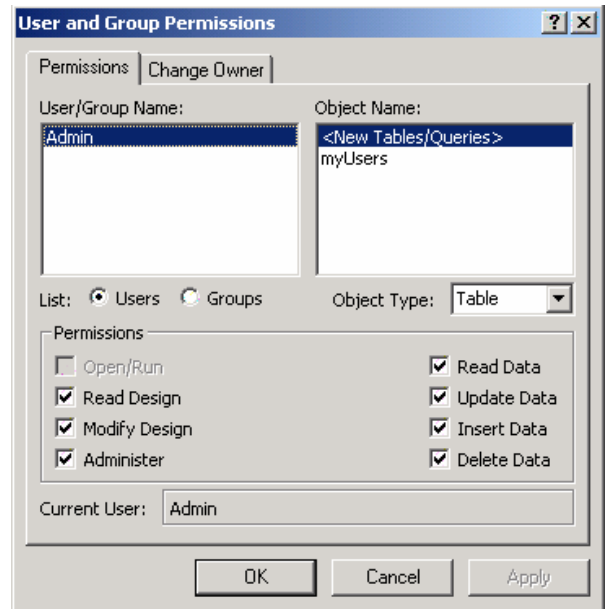 User and Group Permissions
Permissions Change Owner
User/Group Name: Object Name:
Admin <New Tables/Queries>
myUsers
List: Users Groups Object Type: Table
Permissions
Open/Run Read Data
Read Design Update Data
Modify Design Insert Data
Administer Delete Data
Current User: Admin
OK Cancel Apply